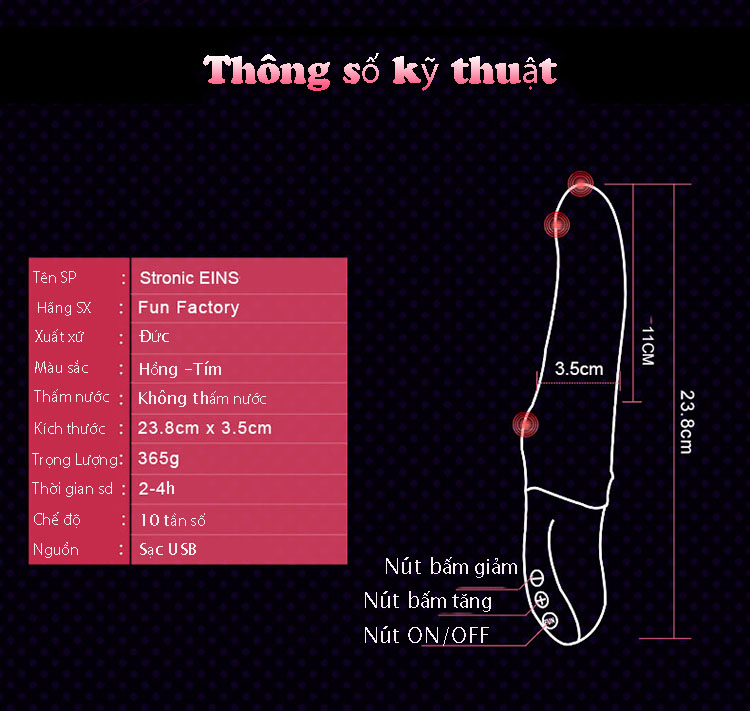 Thông số kỹ thuật
Tên SP : Stronic EINS
Hãng SX : Fun Factory
Xuất xứ : Đức
Màu sắc : Hồng -Tím
Thấm nước : Không thấm nước
Kích thước : 23.8cm x 3.5cm
Trọng Lượng: 365g
Thời gian sd : 2-4h
Chế độ : 10 tần số
Nguồn : Sạc USB
11CM
3.5cm
23.8cm
Nút bấm giảm
Nút bấm tăng
Nút ON/OFF
FUN